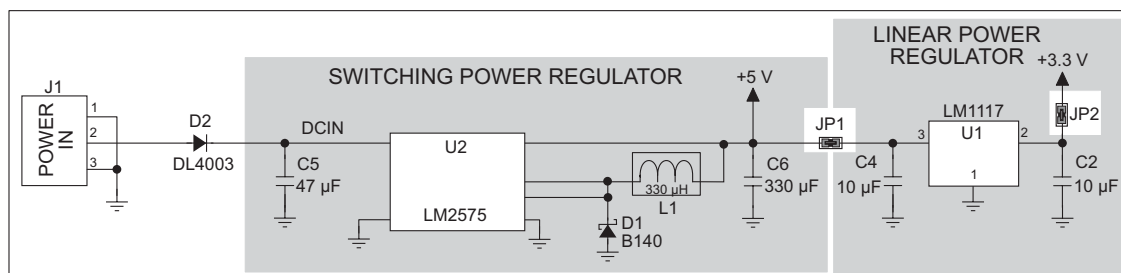 LINEAR POWER
REGULATOR
SWITCHING POWER REGULATOR
+3.3 V
+5 V
J1
POWER
IN
1
2
3
D2
DL4003
DCIN
C5
47 µF
U2
LM2575
330 µH
L1
D1
B140
C6
330 µF
JP1
C4
10 µF
LM1117
U1
3
2
1
JP2
C2
10 µF